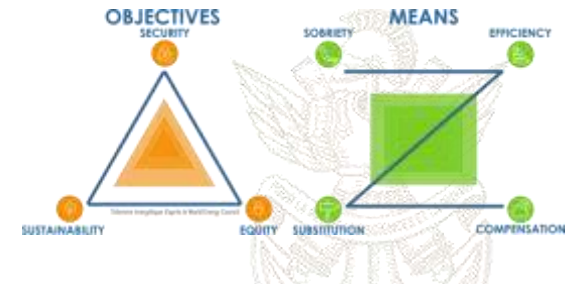 OBJECTIVES
SECURITY
SUSTAINABILITY
EQUITY
MEANS
SOBRIETY
EFFICIENCY
SUBSTITUTION
COMPENSATION